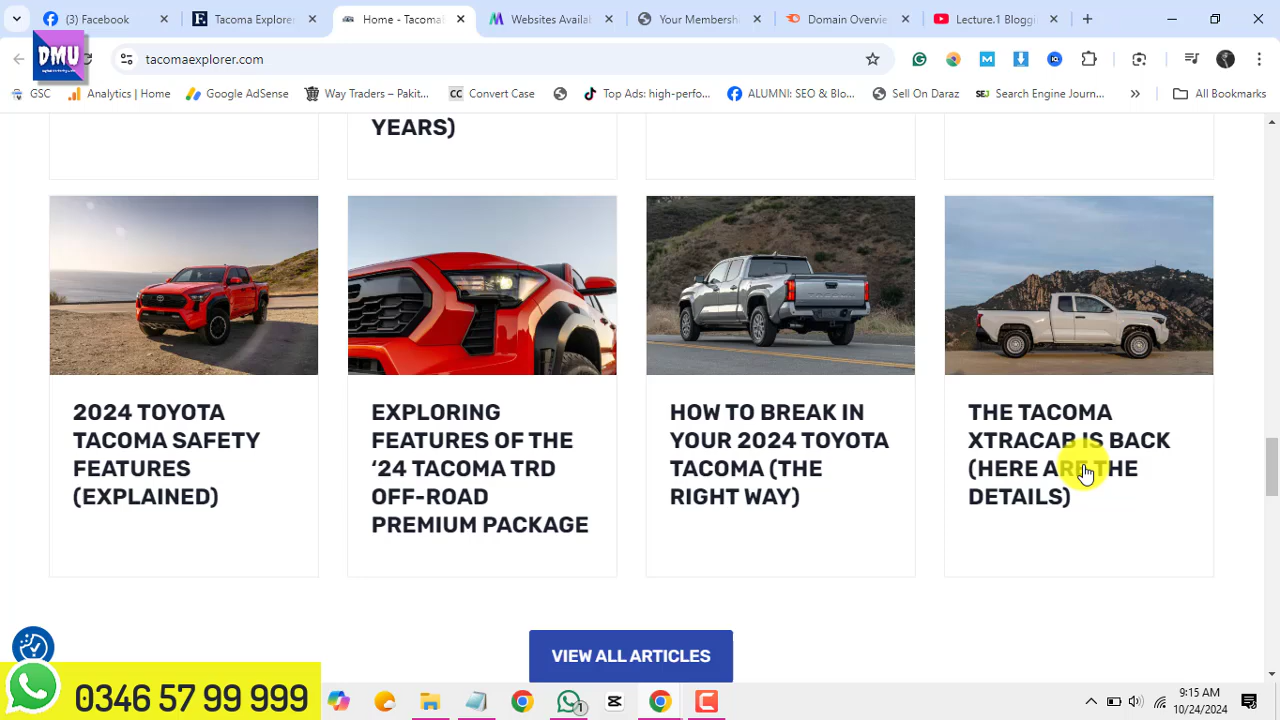 (3) Facebook
Tacoma Explore
Home - Tacoma
Websites Availa
Your Membersh
Domain Overvie
Lecture.1 Bloggi
DMU
tacomaexplorer.com
GSC
Analytics | Home
Google AdSense
Way Traders – Pakit...
CC Convert Case
Top Ads: high-perfo...
ALUMNI: SEO & Blo...
Sell On Daraz
SEJ Search Engine Journ...
All Bookmarks
YEARS)
2024 TOYOTA
TACOMA SAFETY
FEATURES
(EXPLAINED)
EXPLORING
FEATURES OF THE
‘24 TACOMA TRD
OFF-ROAD
PREMIUM PACKAGE
HOW TO BREAK IN
YOUR 2024 TOYOTA
TACOMA (THE
RIGHT WAY)
THE TACOMA
XTRACAB IS BACK
(HERE ARE THE
DETAILS)
VIEW ALL ARTICLES
0346 57 99 999
1
9:15 AM
10/24/2024